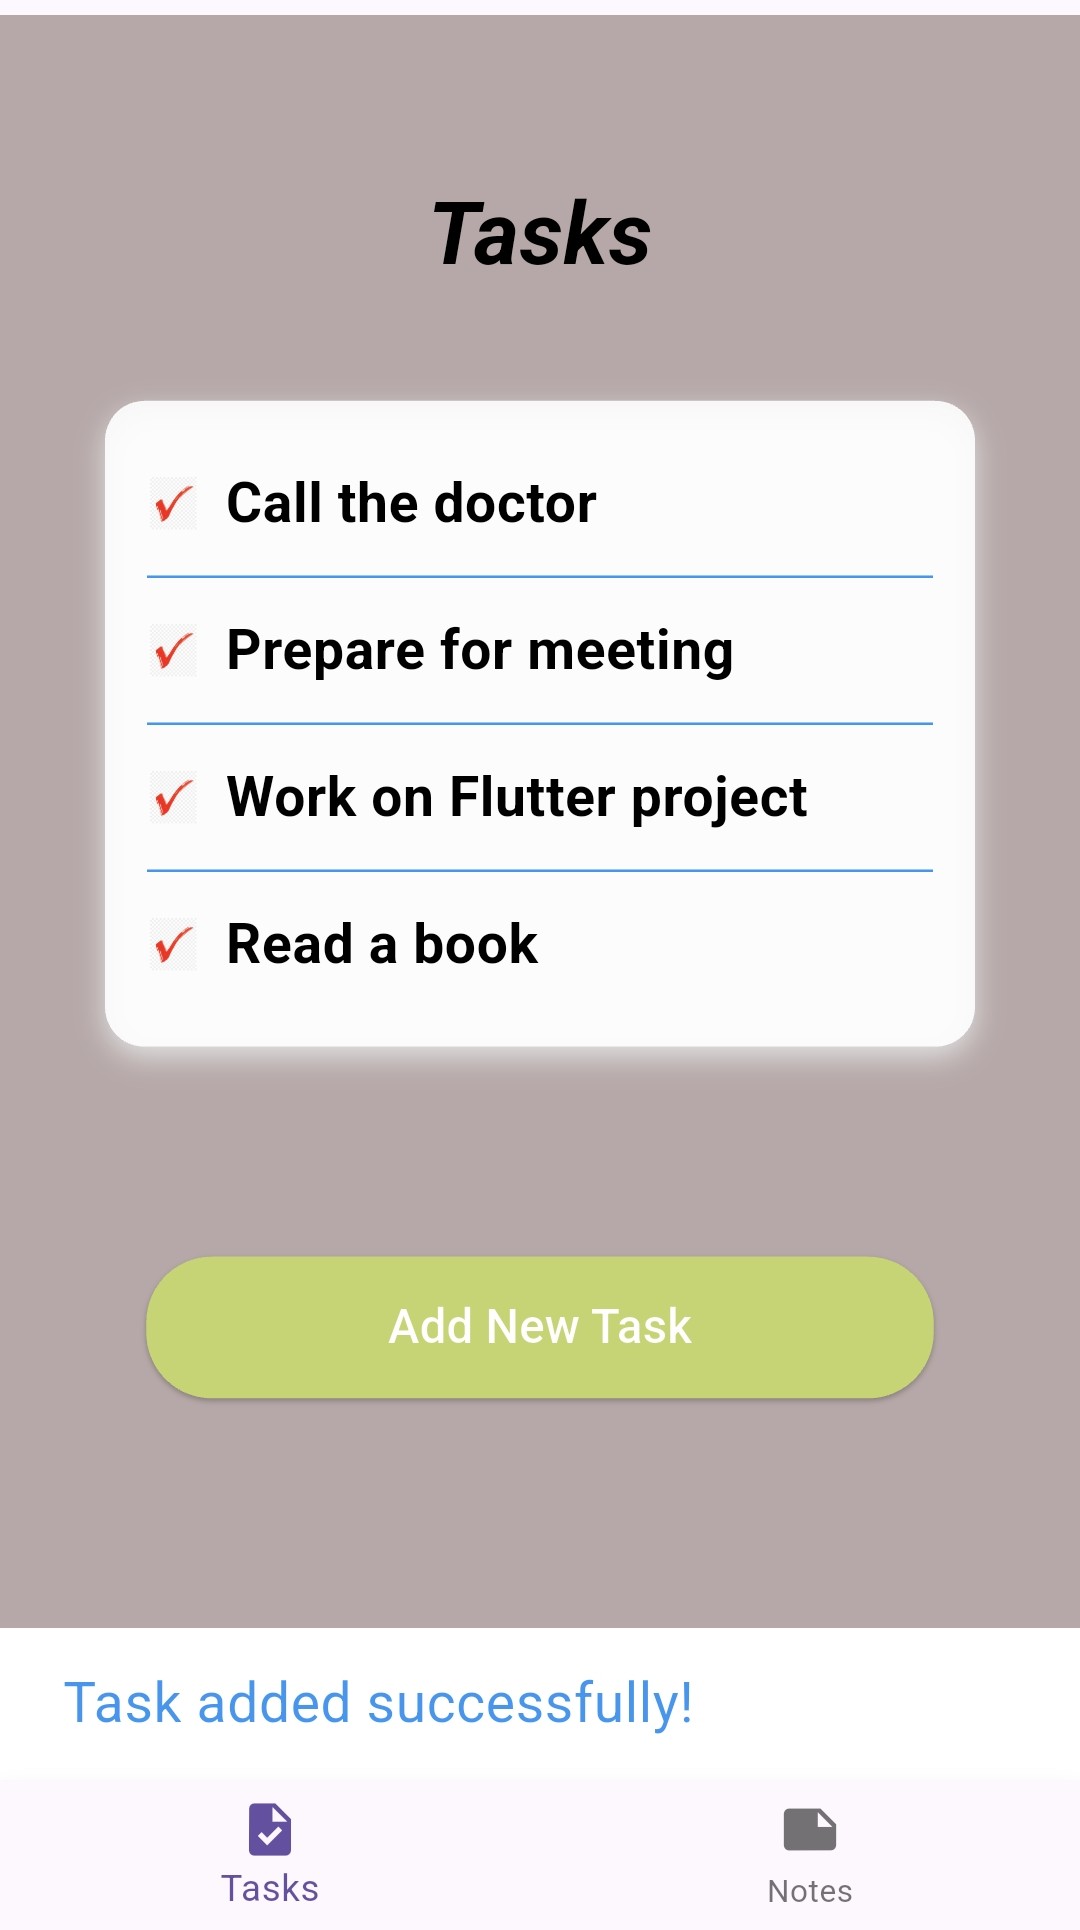 Tasks
Call the doctor
Prepare for meeting
Work on Flutter project
Read a book
Add New Task
Task added successfully!
Tasks
Notes